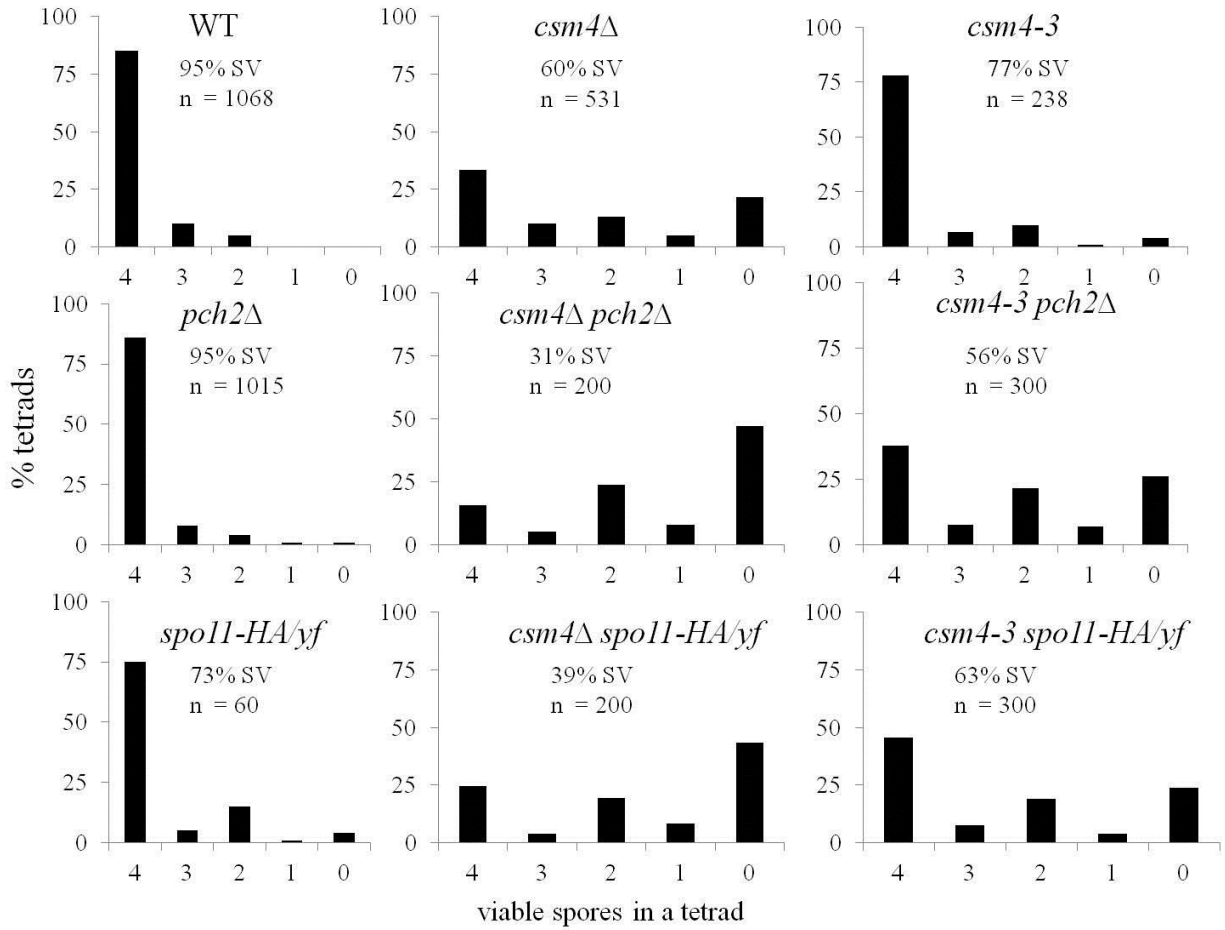 WT
95% SV
n = 1068
100
75
50
25
0
4 3 2 1 0
csm4Δ
60% SV
n = 531
100
75
50
25
0
4 3 2 1 0
csm4-3
77% SV
n = 238
100
75
50
25
0
4 3 2 1 0
% tetrads
pch2Δ
95% SV
n = 1015
100
75
50
25
0
4 3 2 1 0
csm4Δ pch2Δ
31% SV
n = 200
100
75
50
25
0
4 3 2 1 0
csm4-3 pch2Δ
56% SV
n = 300
100
75
50
25
0
4 3 2 1 0
spo11-HA/yf
73% SV
n = 60
100
75
50
25
0
4 3 2 1 0
csm4Δ spo11-HA/yf
39% SV
n = 200
100
75
50
25
0
4 3 2 1 0
csm4-3 spo11-HA/yf
63% SV
n = 300
100
75
50
25
0
4 3 2 1 0
viable spores in a tetrad